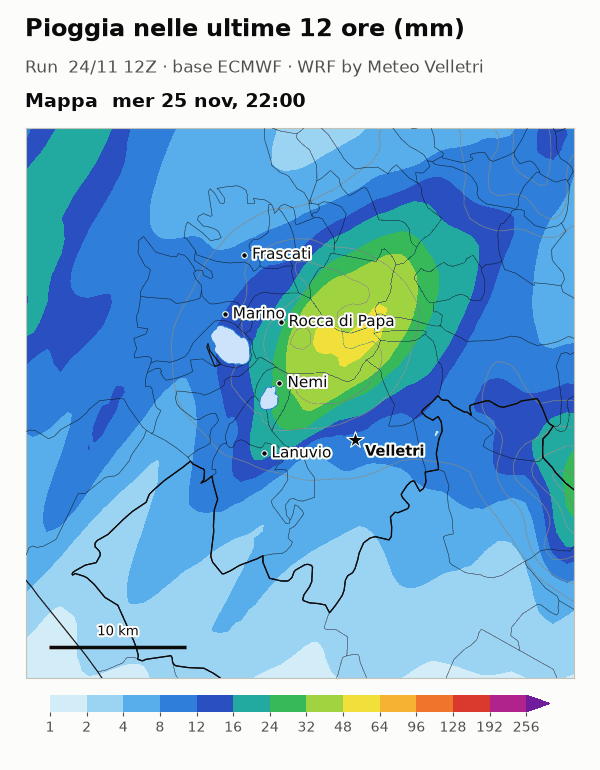 Pioggia nelle ultime 12 ore (mm)
Run  24/11 12Z · base ECMWF · WRF by Meteo Velletri
Mappa  mer 25 nov, 22:00
Frascati
Marino
Rocca di Papa
Nemi
Velletri
Lanuvio
10 km
1 2 4 8 12 16 24 32 48 64 96 128 192 256